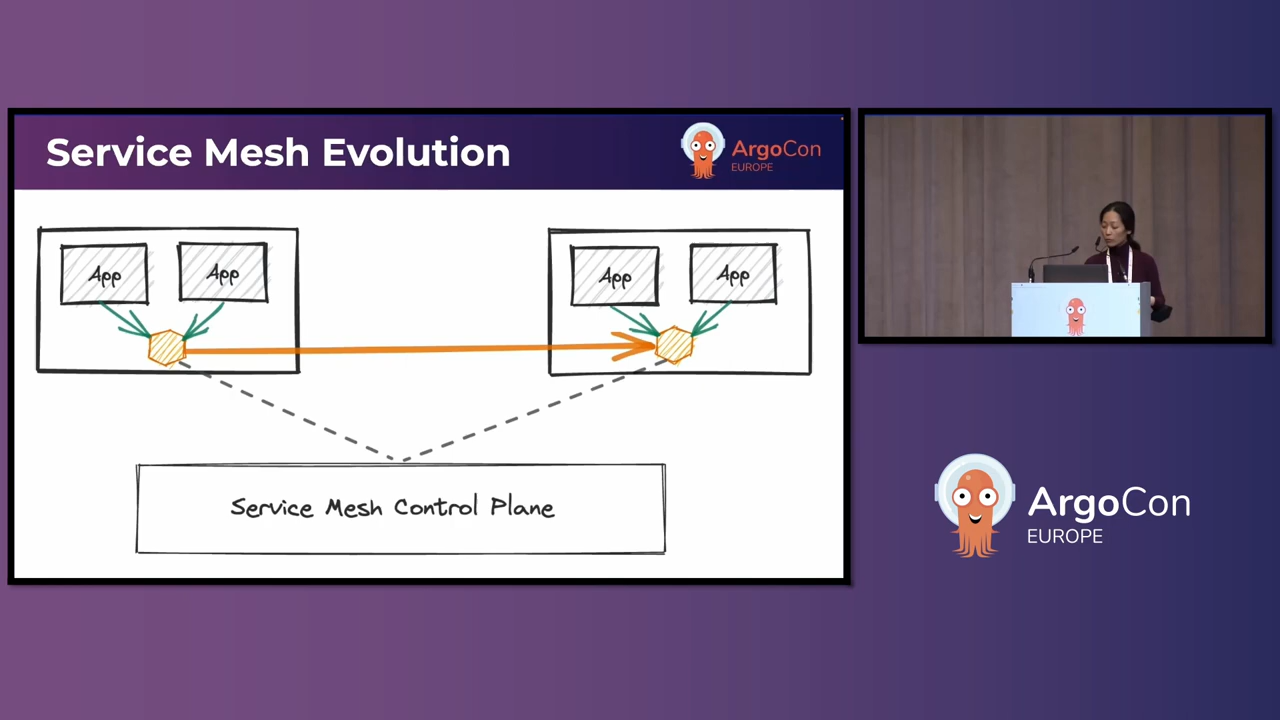 Service Mesh Evolution
ArgoCon
EUROPE
App
App
App
App
Service Mesh Control Plane
ArgoCon
EUROPE